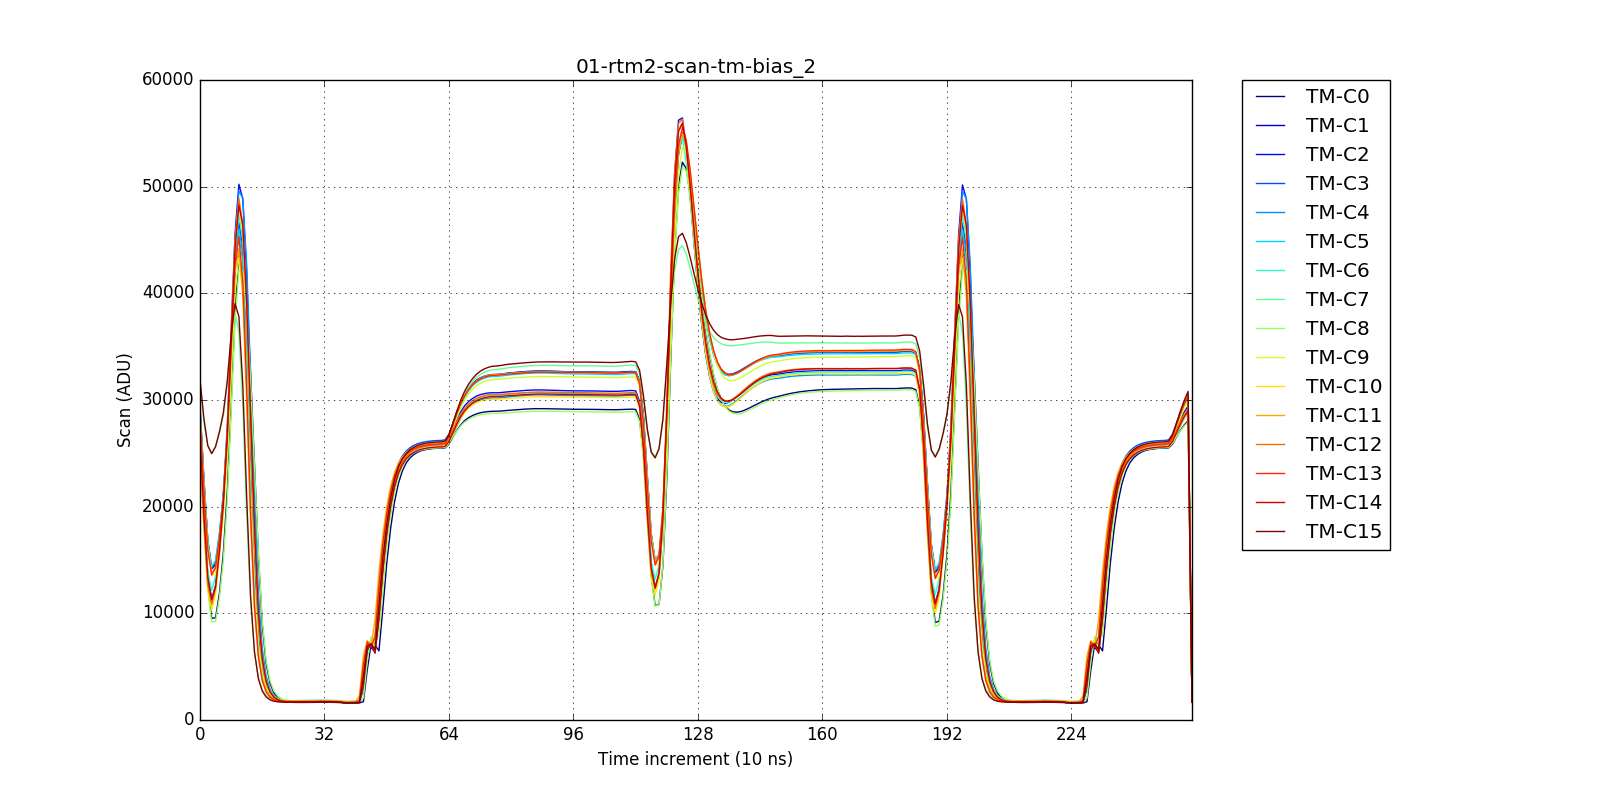 01-rtm2-scan-tm-bias_2
60000
50000
40000
30000
20000
10000
0
Scan (ADU)
0 32 64 96 128 160 192 224
Time increment (10 ns)
TM-C0
TM-C1
TM-C2
TM-C3
TM-C4
TM-C5
TM-C6
TM-C7
TM-C8
TM-C9
TM-C10
TM-C11
TM-C12
TM-C13
TM-C14
TM-C15